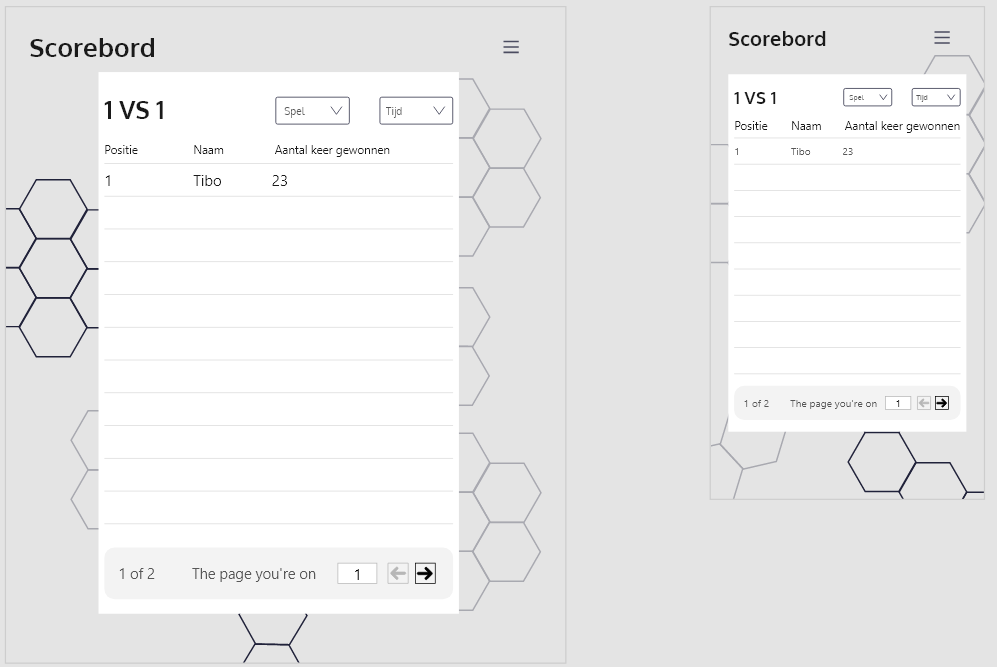 Scorebord
1 VS 1
Spel
Tijd
Positie Naam Aantal keer gewonnen
1 Tibo 23
1 of 2 The page you're on 1
Scorebord
1 VS 1
Spel
Tijd
Positie Naam Aantal keer gewonnen
1 Tibo 23
1 of 2 The page you're on 1